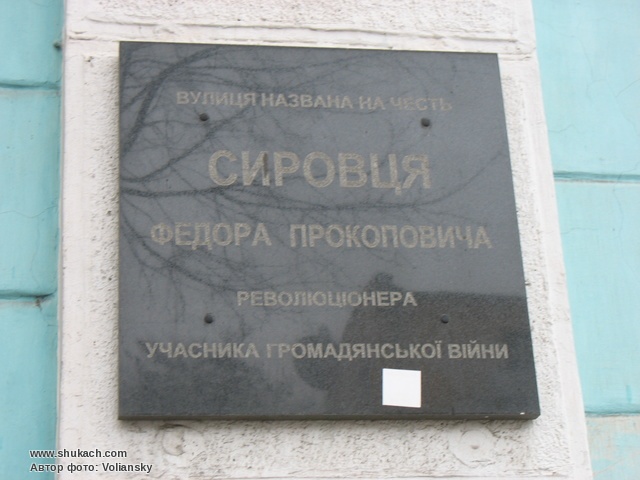 ВУЛИЦЯ НАЗВАНА НА ЧЕСТЬ
СИРОВЦЯ
ФЕДОРА ПРОКОПОВИЧА
РЕВОЛЮЦІОНЕРА
УЧАСНИКА ГРОМАДЯНСЬКОЇ ВІЙНИ
www.shukach.com
Автор фото: Voliansky